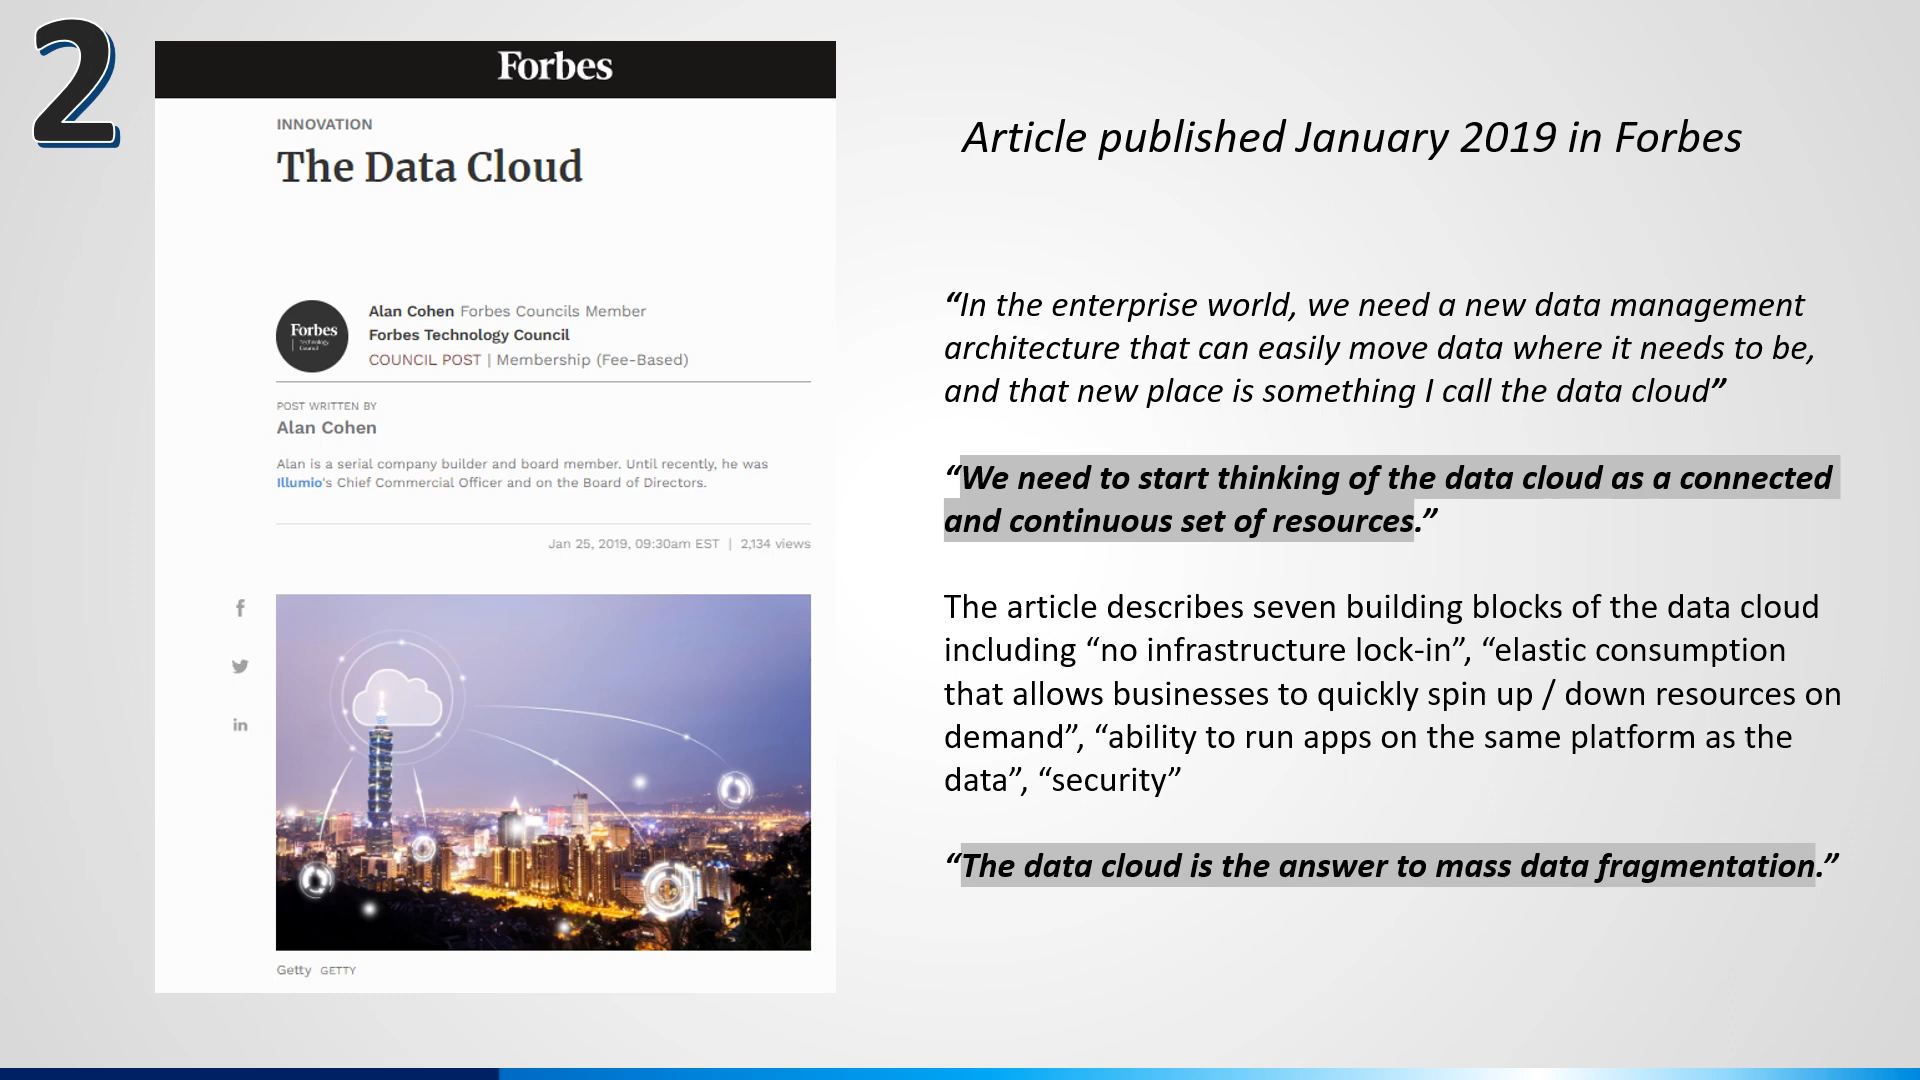 2
Forbes
INNOVATION
The Data Cloud
Forbes
Technology
Council
Alan Cohen Forbes Councils Member
Forbes Technology Council
COUNCIL POST | Membership (Fee-Based)
POST WRITTEN BY
Alan Cohen
Alan is a serial company builder and board member. Until recently, he was
Illumio's Chief Commercial Officer and on the Board of Directors.
Jan 25, 2019, 09:30am EST | 2,134 views
f
in
Getty GETTY
Article published January 2019 in Forbes
“In the enterprise world, we need a new data management
architecture that can easily move data where it needs to be,
and that new place is something I call the data cloud”
“We need to start thinking of the data cloud as a connected
and continuous set of resources.”
The article describes seven building blocks of the data cloud
including “no infrastructure lock-in”, “elastic consumption
that allows businesses to quickly spin up / down resources on
demand”, “ability to run apps on the same platform as the
data”, “security”
“The data cloud is the answer to mass data fragmentation.”